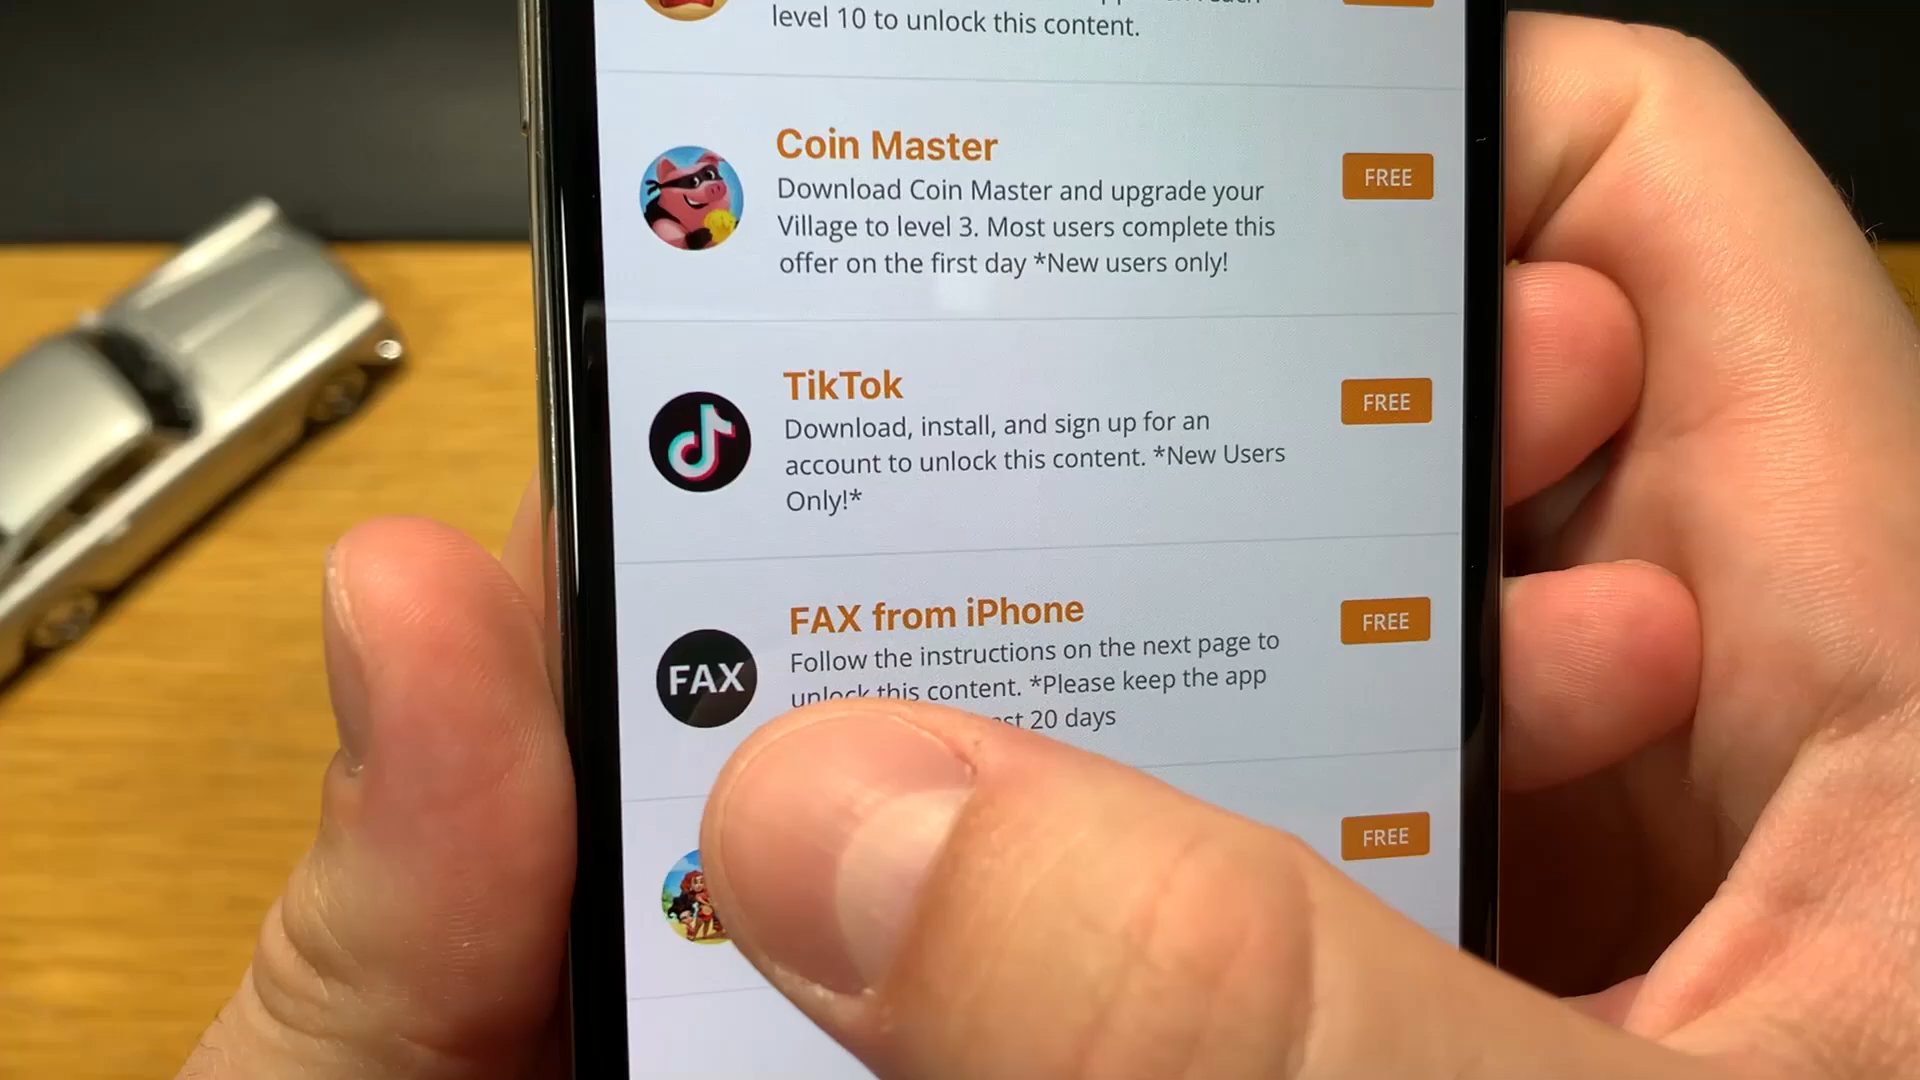 level 10 to unlock this content.
Coin Master
Download Coin Master and upgrade your
Village to level 3. Most users complete this
offer on the first day *New users only!
FREE
TikTok
Download, install, and sign up for an
account to unlock this content. *New Users
Only!*
FREE
FAX
FAX from iPhone
Follow the instructions on the next page to
unlock this content. *Please keep the app
20 days
FREE
FREE